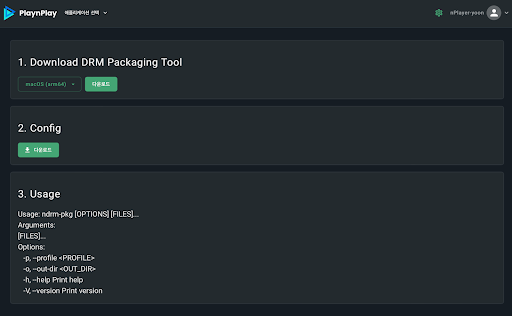 PlaynPlay
애플리케이션 선택
nPlayer-yoon
1. Download DRM Packaging Tool
macOS (arm64)
다운로드
2. Config
다운로드
3. Usage
Usage: ndrm-pkg [OPTIONS] [FILES]...
Arguments:
[FILES]...
Options:
-p, --profile <PROFILE>
-o, --out-dir <OUT_DIR>
-h, --help Print help
-V, --version Print version